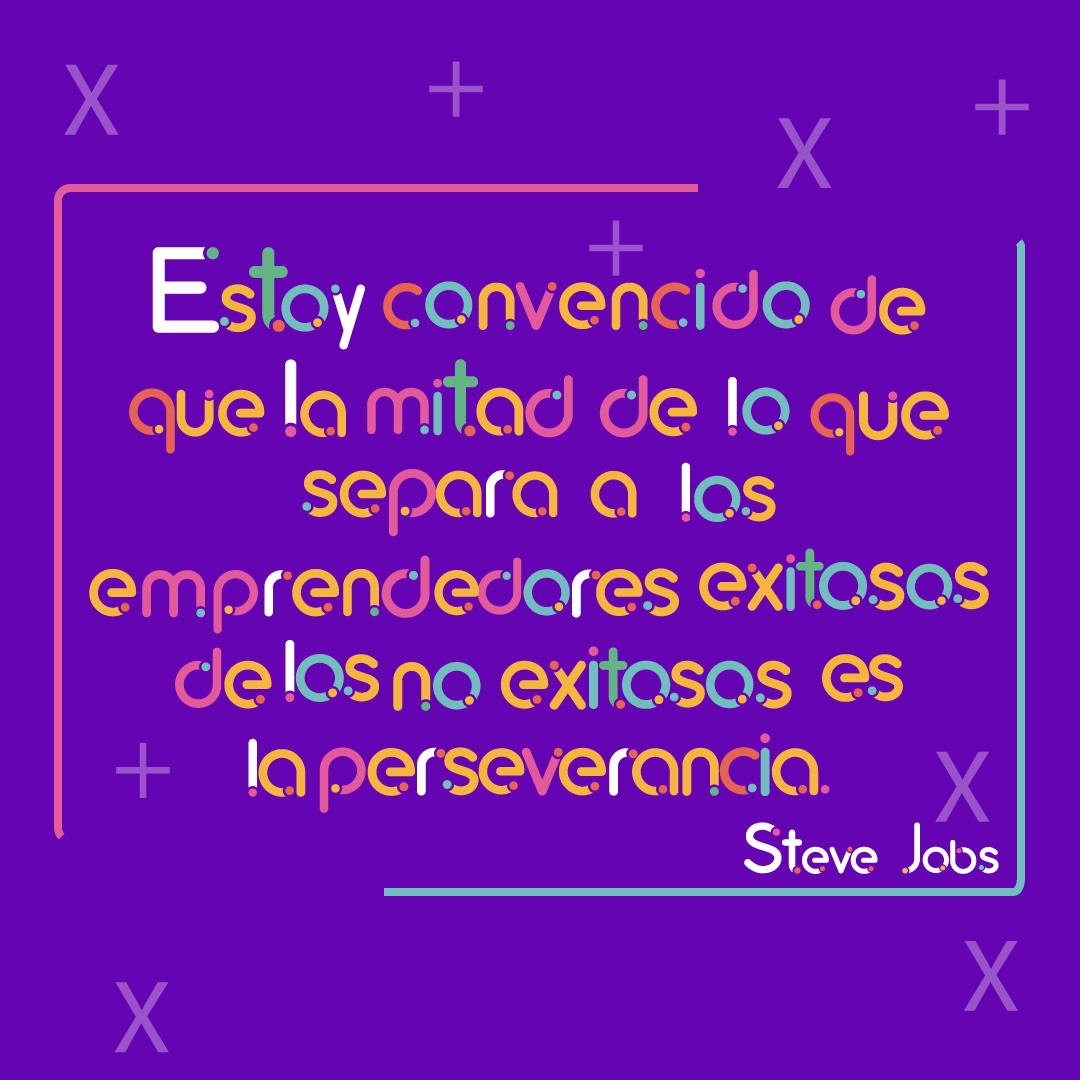 Estoy convencido de
que la mitad de lo que
separa a los
emprendedores exitosos
de los no exitosos es
la perseverancia.
Steve Jobs